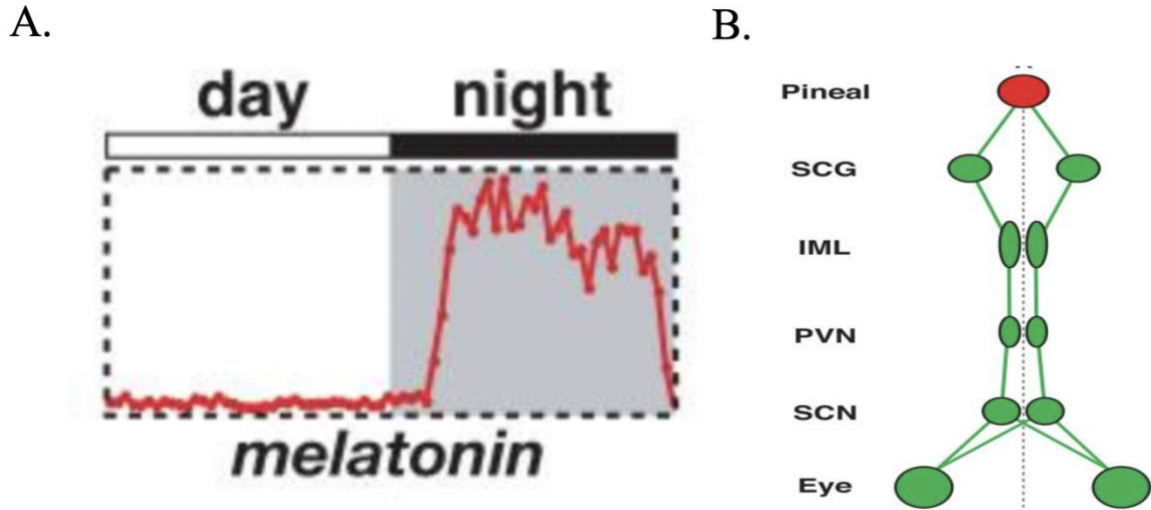 A.
day night
melatonin
B.
Pineal
SCG
IML
PVN
SCN
Eye